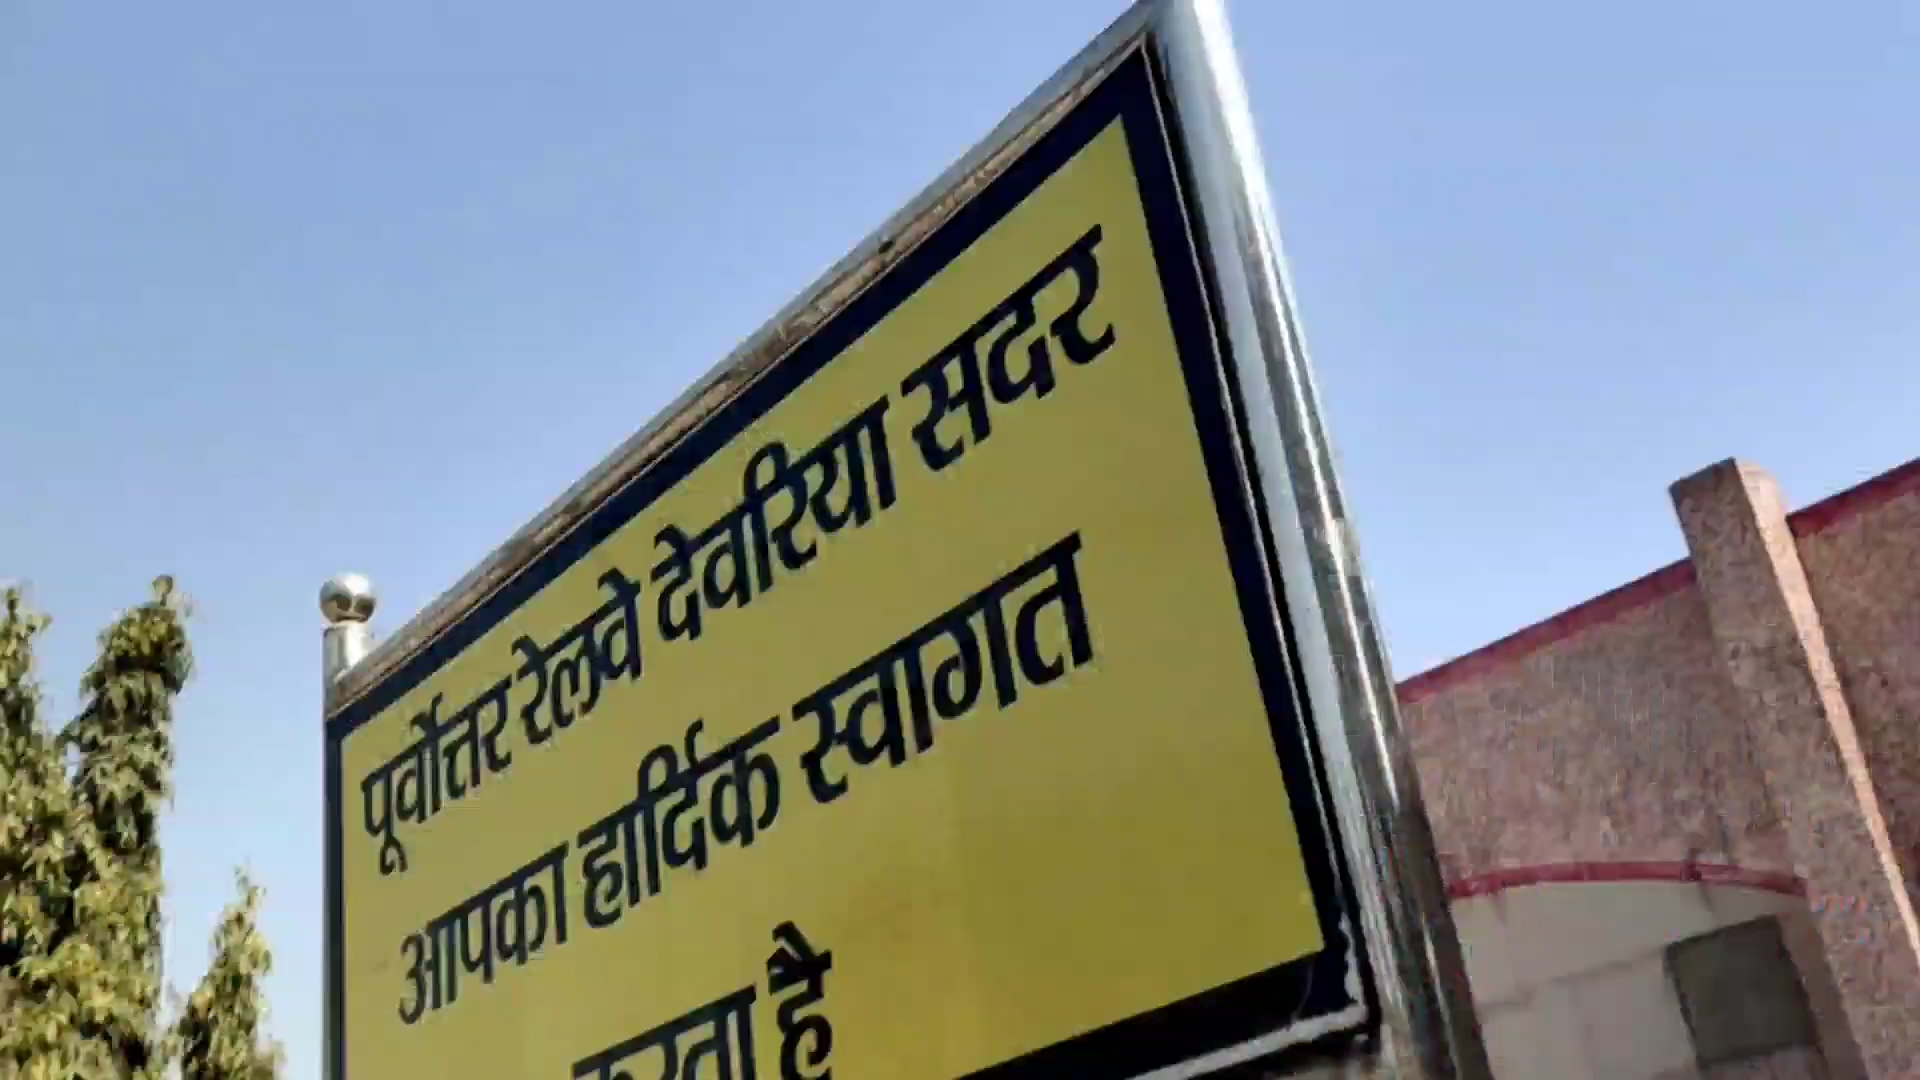 पूर्वोत्तर रेलवे देवरिया सदर
आपका हार्दिक स्वागत
करता है